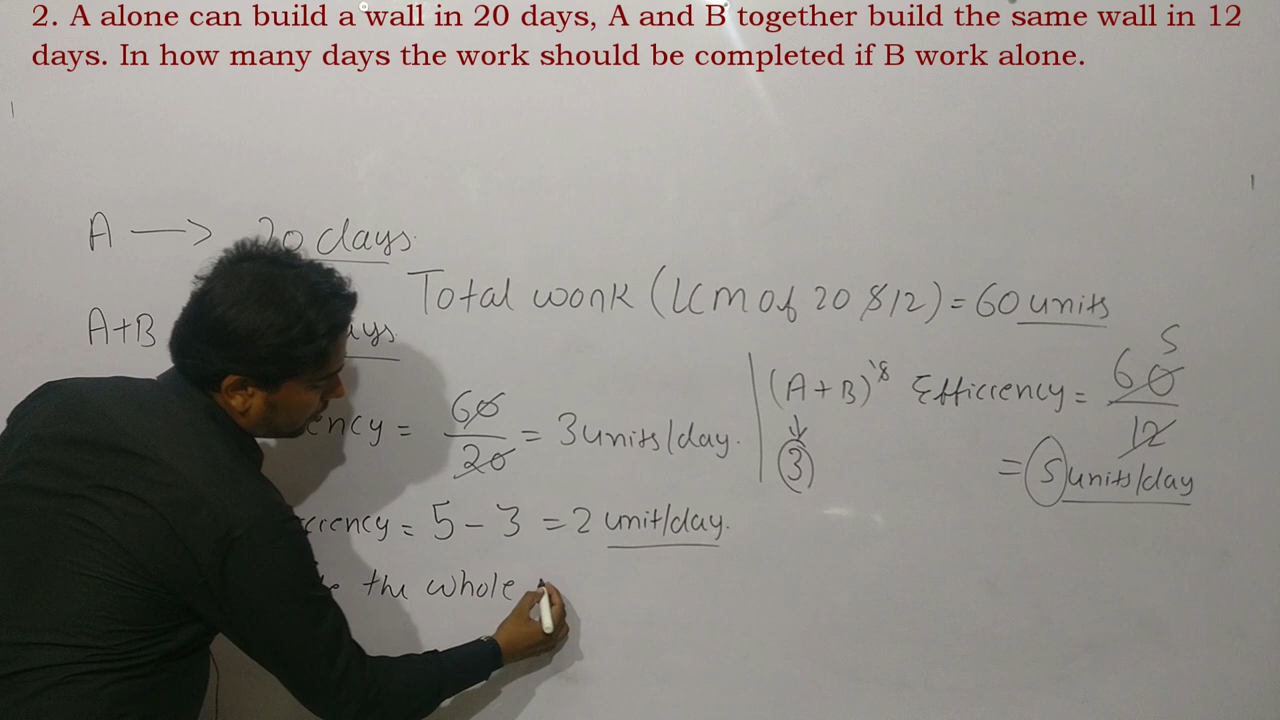 2. A alone can build a wall in 20 days, A and B together build the same wall in 12
days. In how many days the work should be completed if B work alone.
A → 20 days.
Total work (LCM of 20 & 12) = 60 units
A+B
(A+B)'s Efficiency = 60/12 5
= 60/20 = 3 units/day.
3
= 5 units/day
= 5 - 3 = 2 unit/day.
the whole